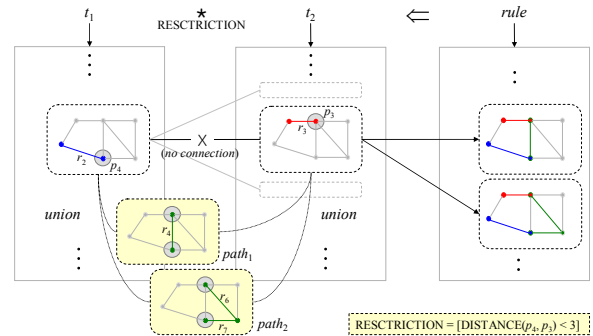 t1 * t2 ⇐ rule
RESCTRICTION
p3
r3
r2 p4
X
(no connection)
union union
r4
path1
r6
r7
path2
RESCTRICTION = [DISTANCE(p4, p3) < 3]